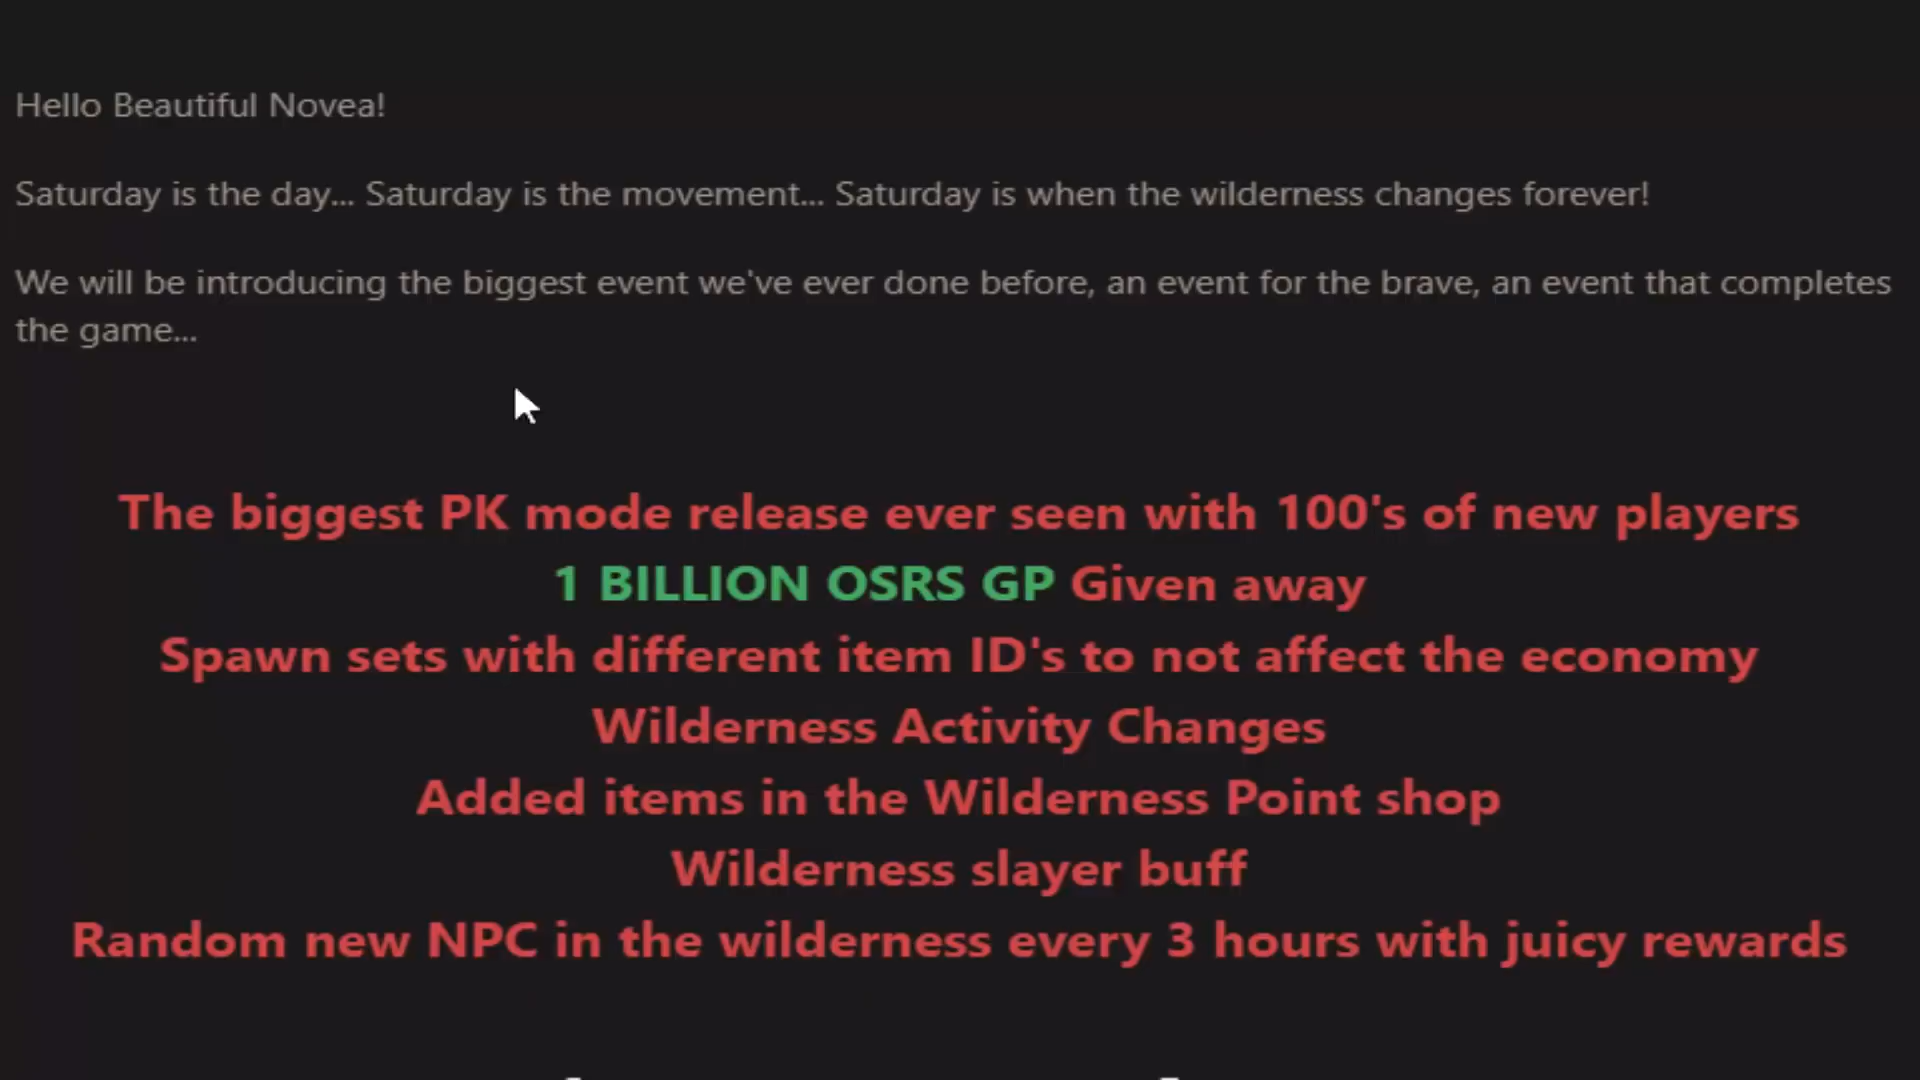 Hello Beautiful Novea!
Saturday is the day... Saturday is the movement... Saturday is when the wilderness changes forever!
We will be introducing the biggest event we've ever done before, an event for the brave, an event that completes
the game...
The biggest PK mode release ever seen with 100's of new players
1 BILLION OSRS GP Given away
Spawn sets with different item ID's to not affect the economy
Wilderness Activity Changes
Added items in the Wilderness Point shop
Wilderness slayer buff
Random new NPC in the wilderness every 3 hours with juicy rewards